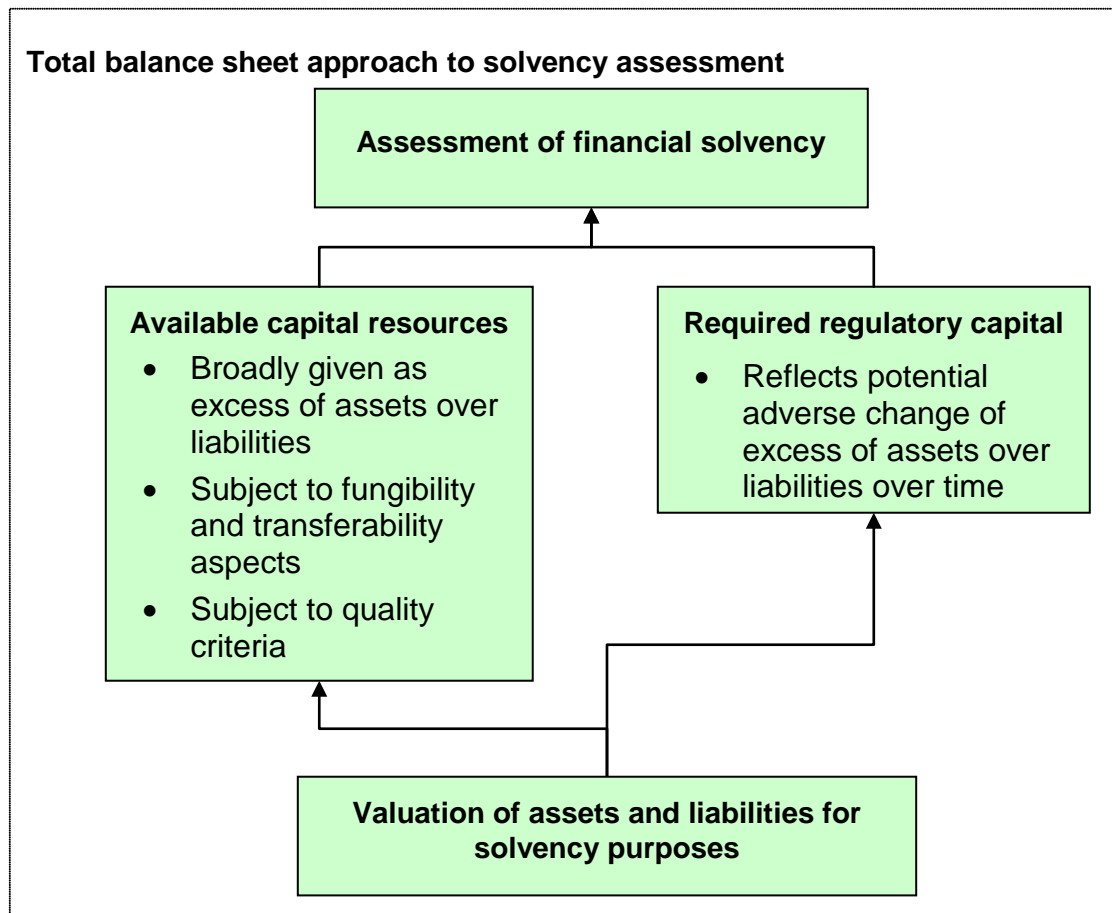 Total balance sheet approach to solvency assessment
Assessment of financial solvency
Available capital resources
• Broadly given as
excess of assets over
liabilities
• Subject to fungibility
and transferability
aspects
• Subject to quality
criteria
Required regulatory capital
• Reflects potential
adverse change of
excess of assets over
liabilities over time
Valuation of assets and liabilities for
solvency purposes